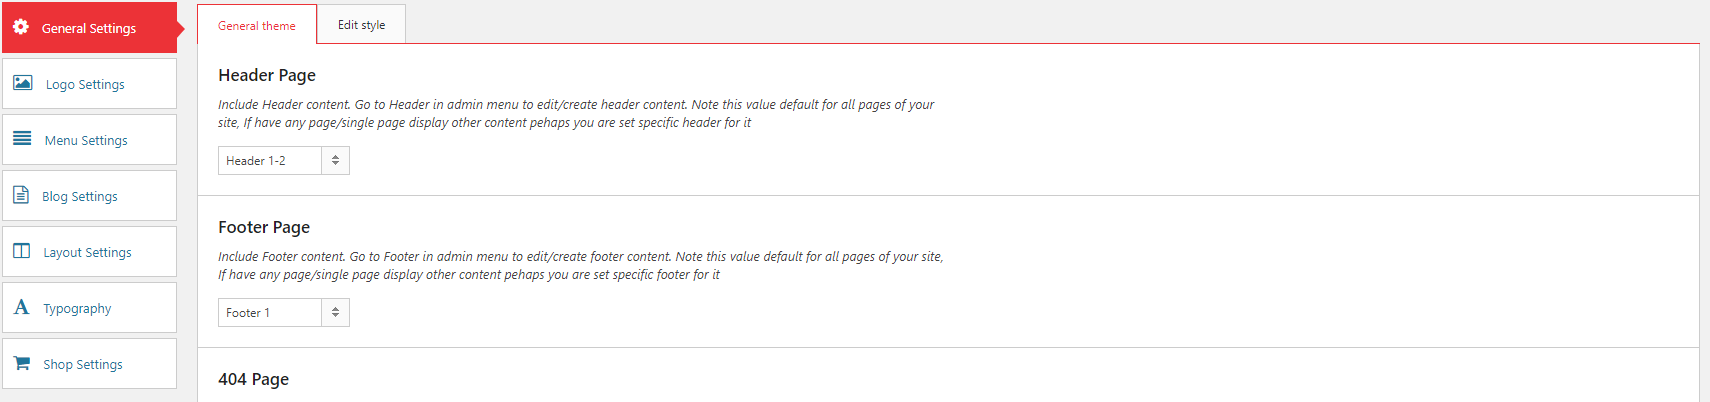 General Settings
Logo Settings
Menu Settings
Blog Settings
Layout Settings
Typography
Shop Settings
General theme
Edit style
Header Page
Include Header content. Go to Header in admin menu to edit/create header content. Note this value default for all pages of your
site, If have any page/single page display other content pehaps you are set specific header for it
Header 1-2
Footer Page
Include Footer content. Go to Footer in admin menu to edit/create footer content. Note this value default for all pages of your site,
If have any page/single page display other content pehaps you are set specific footer for it
Footer 1
404 Page